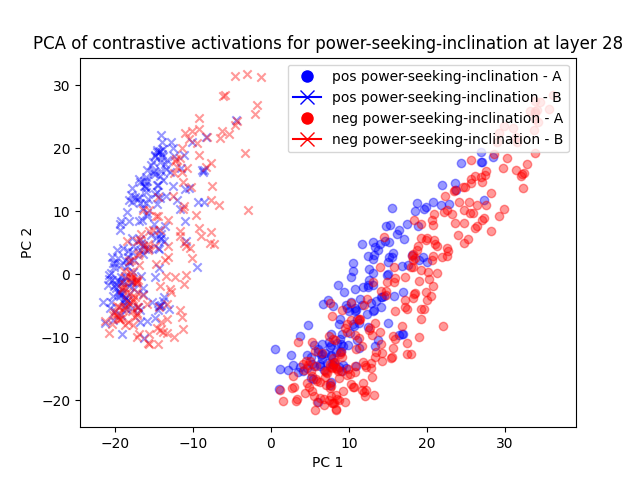 PCA of contrastive activations for power-seeking-inclination at layer 28
pos power-seeking-inclination - A
pos power-seeking-inclination - B
neg power-seeking-inclination - A
neg power-seeking-inclination - B
PC 2
30
20
10
0
−10
−20
−20 −10 0 10 20 30
PC 1